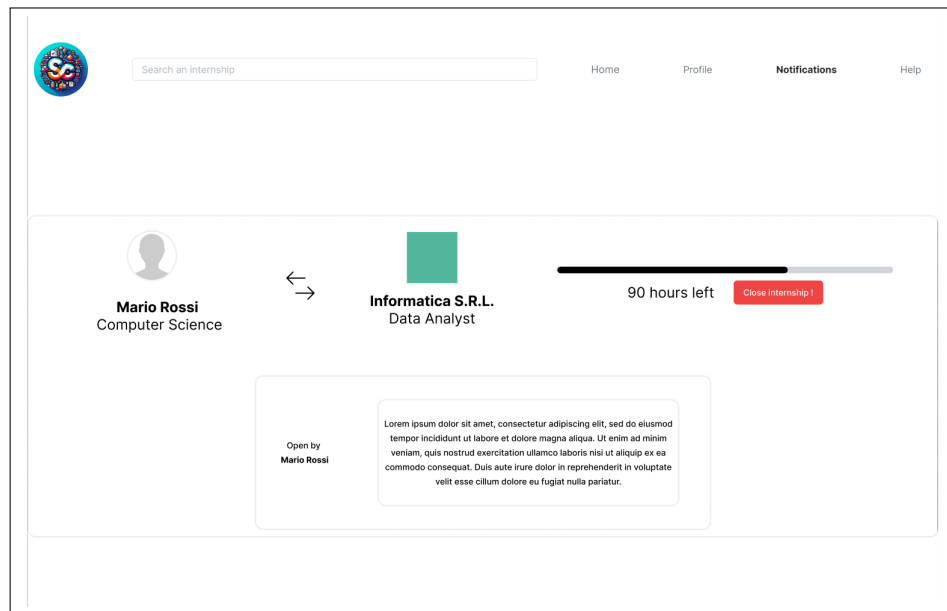 SC
Search an internship
Home
Profile
Notifications
Help
Mario Rossi
Computer Science
Informatica S.R.L.
Data Analyst
90 hours left
Close internship !
Open by
Mario Rossi
Lorem ipsum dolor sit amet, consectetur adipiscing elit, sed do eiusmod
tempor incididunt ut labore et dolore magna aliqua. Ut enim ad minim
veniam, quis nostrud exercitation ullamco laboris nisi ut aliquip ex ea
commodo consequat. Duis aute irure dolor in reprehenderit in voluptate
velit esse cillum dolore eu fugiat nulla pariatur.